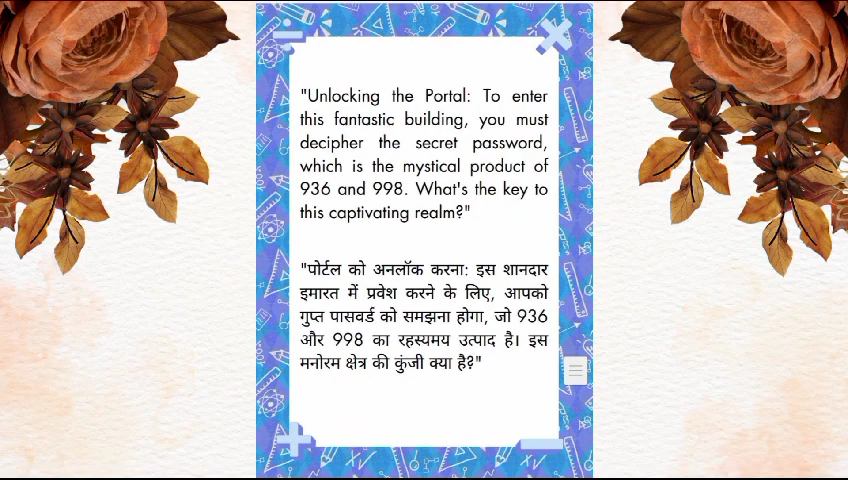 "Unlocking the Portal: To enter
this fantastic building, you must
decipher the secret password,
which is the mystical product of
936 and 998. What's the key to
this captivating realm?"
"पोर्टल को अनलॉक करना: इस शानदार
इमारत में प्रवेश करने के लिए, आपको
गुप्त पासवर्ड को समझना होगा, जो 936
और 998 का रहस्यमय उत्पाद है। इस
मनोरम क्षेत्र की कुंजी क्या है?"